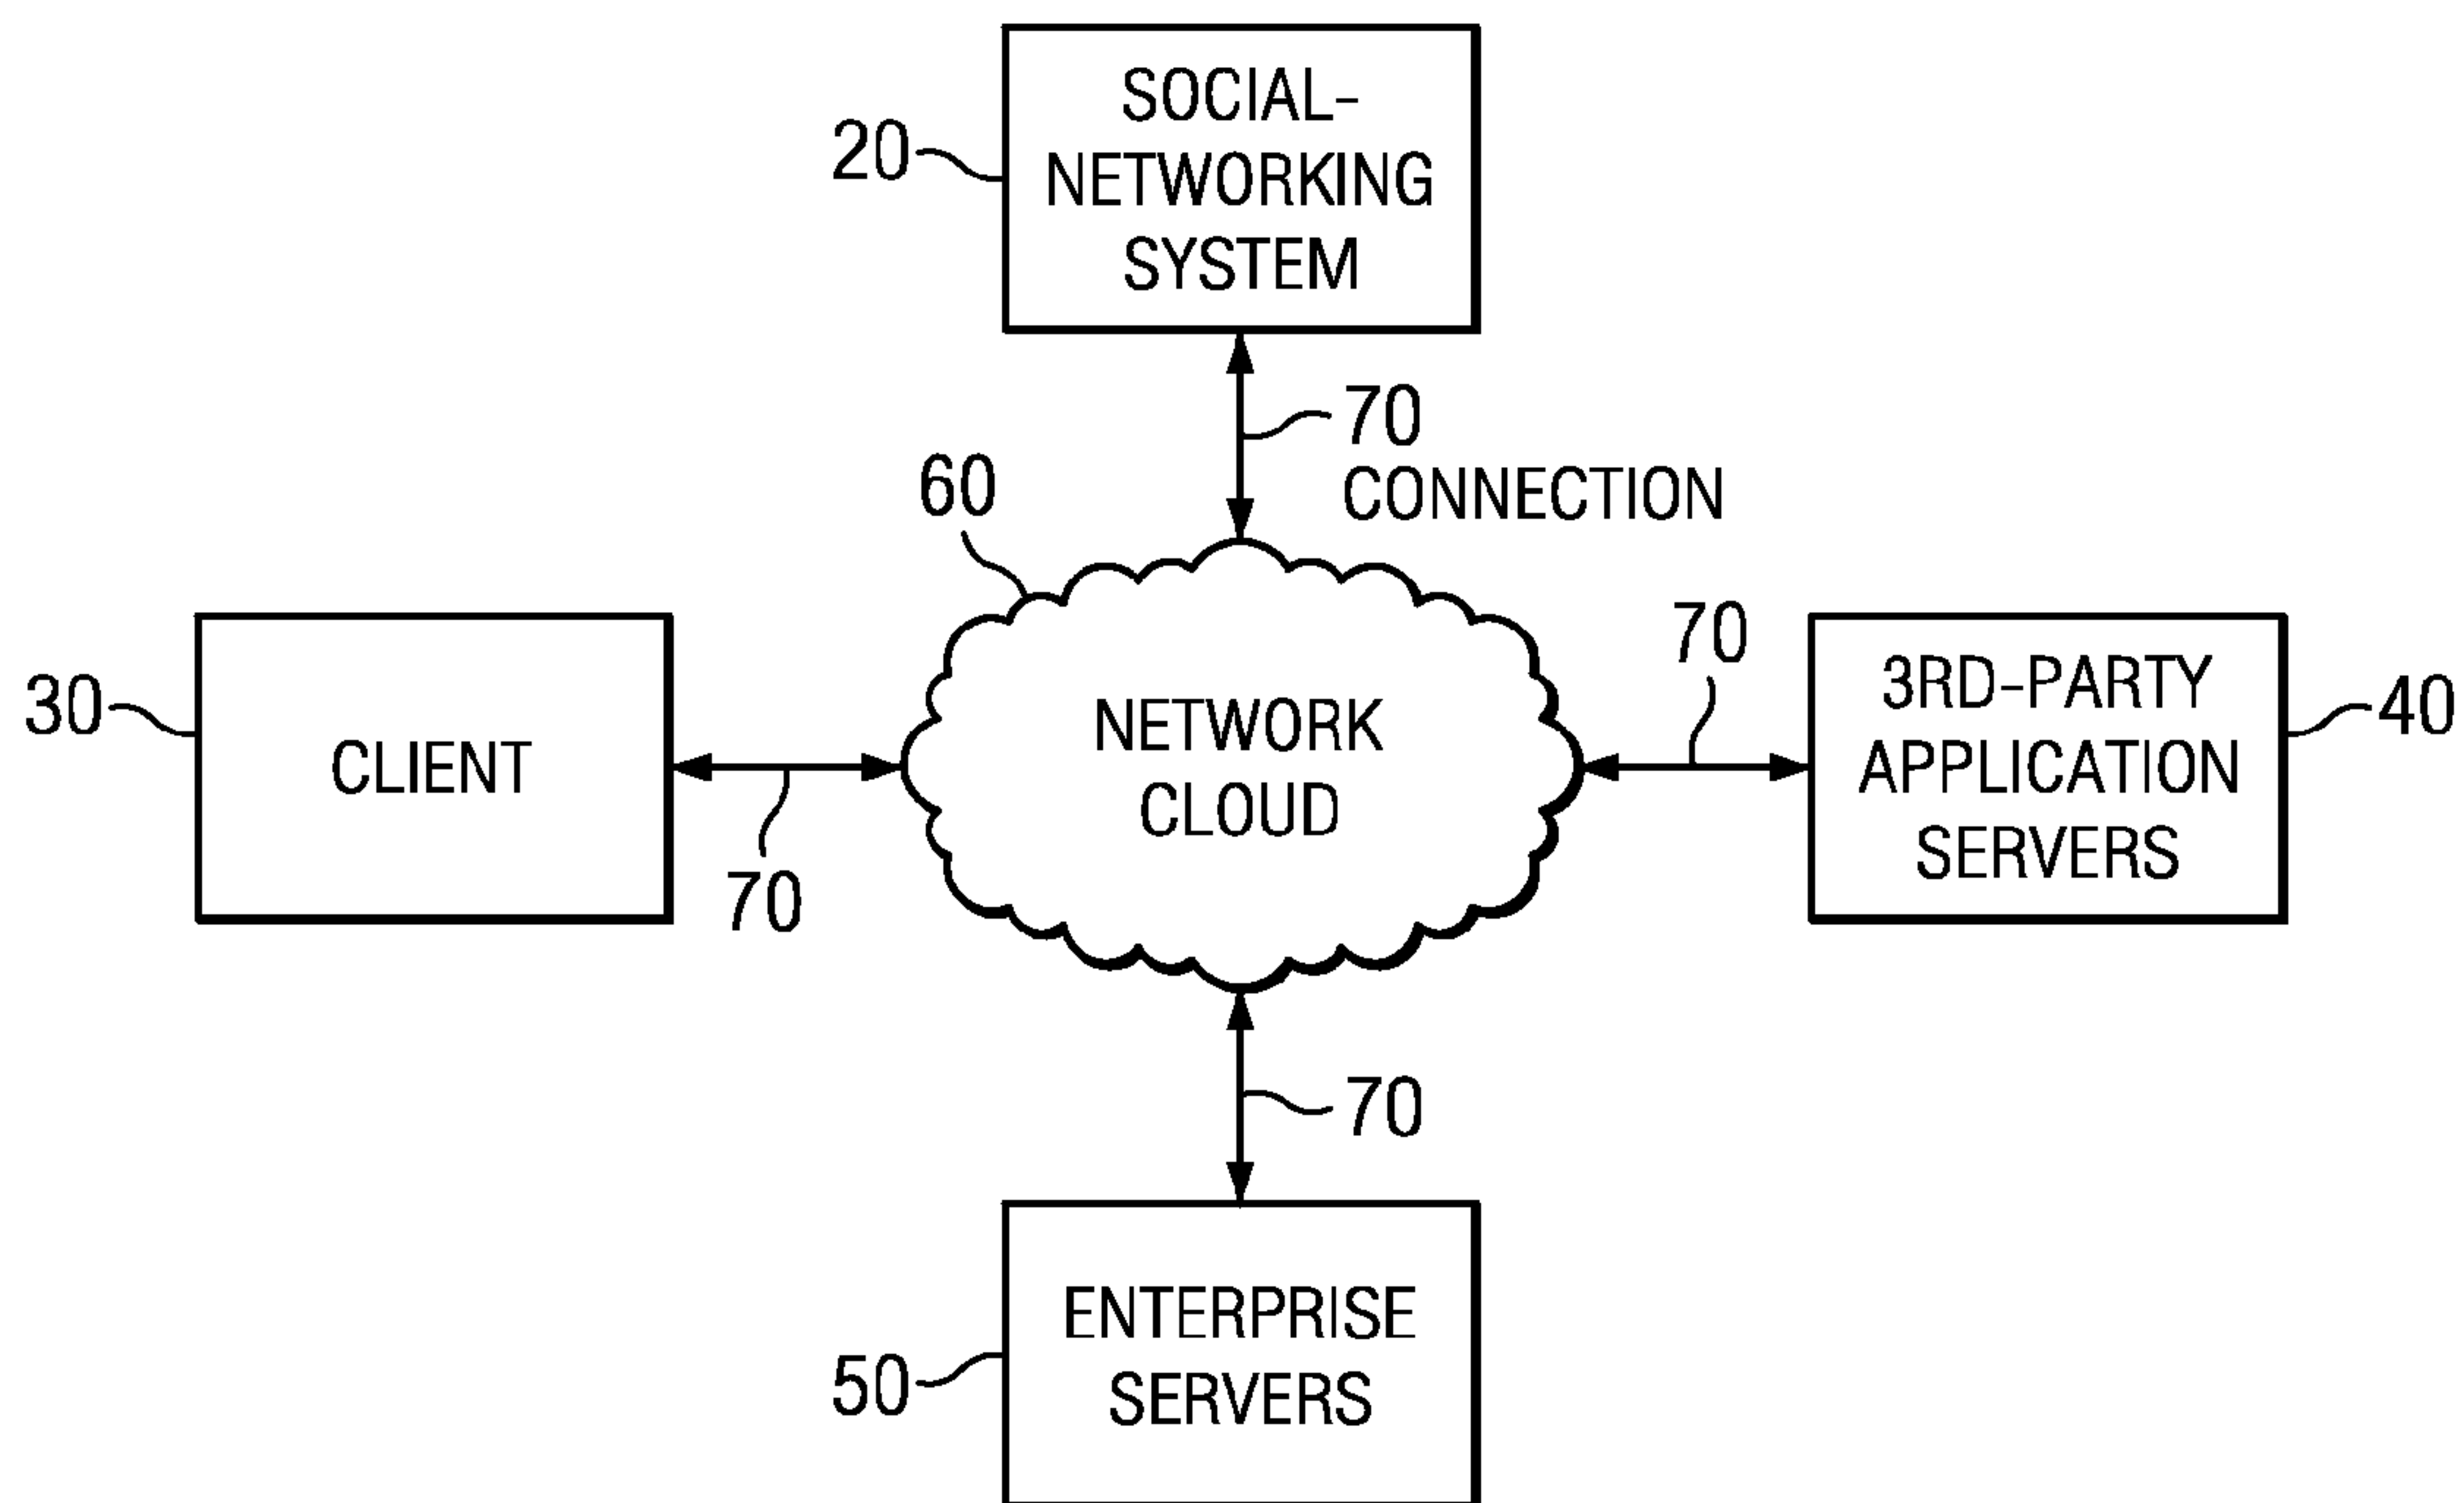 20
SOCIAL-
NETWORKING
SYSTEM
70
CONNECTION
60
30
CLIENT
70
NETWORK
CLOUD
70
3RD-PARTY
APPLICATION
SERVERS
40
70
50
ENTERPRISE
SERVERS